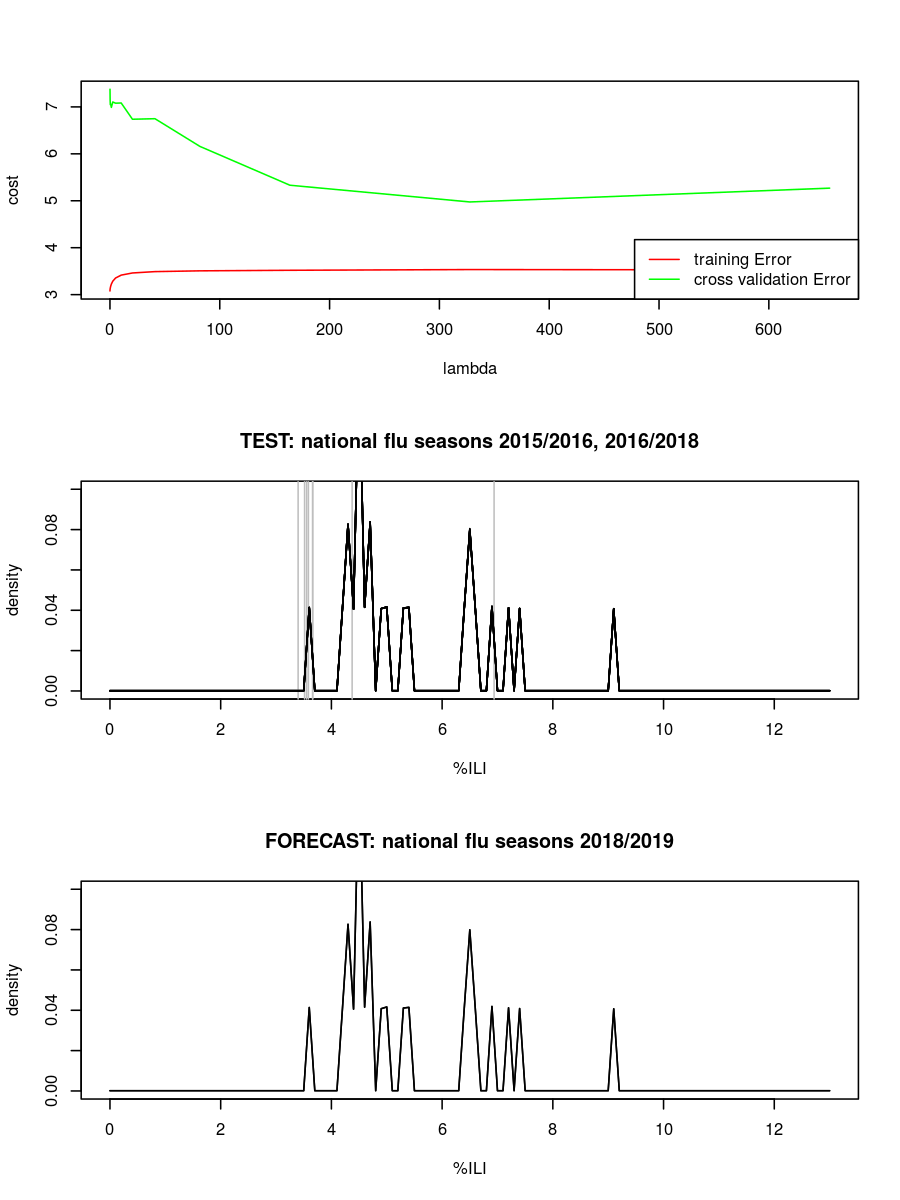 7
6
5
4
3
cost
training Error
cross validation Error
0 100 200 300 400 500 600
lambda
TEST: national flu seasons 2015/2016, 2016/2018
0.08
0.04
0.00
density
0 2 4 6 8 10 12
%ILI
FORECAST: national flu seasons 2018/2019
0.08
0.04
0.00
density
0 2 4 6 8 10 12
%ILI